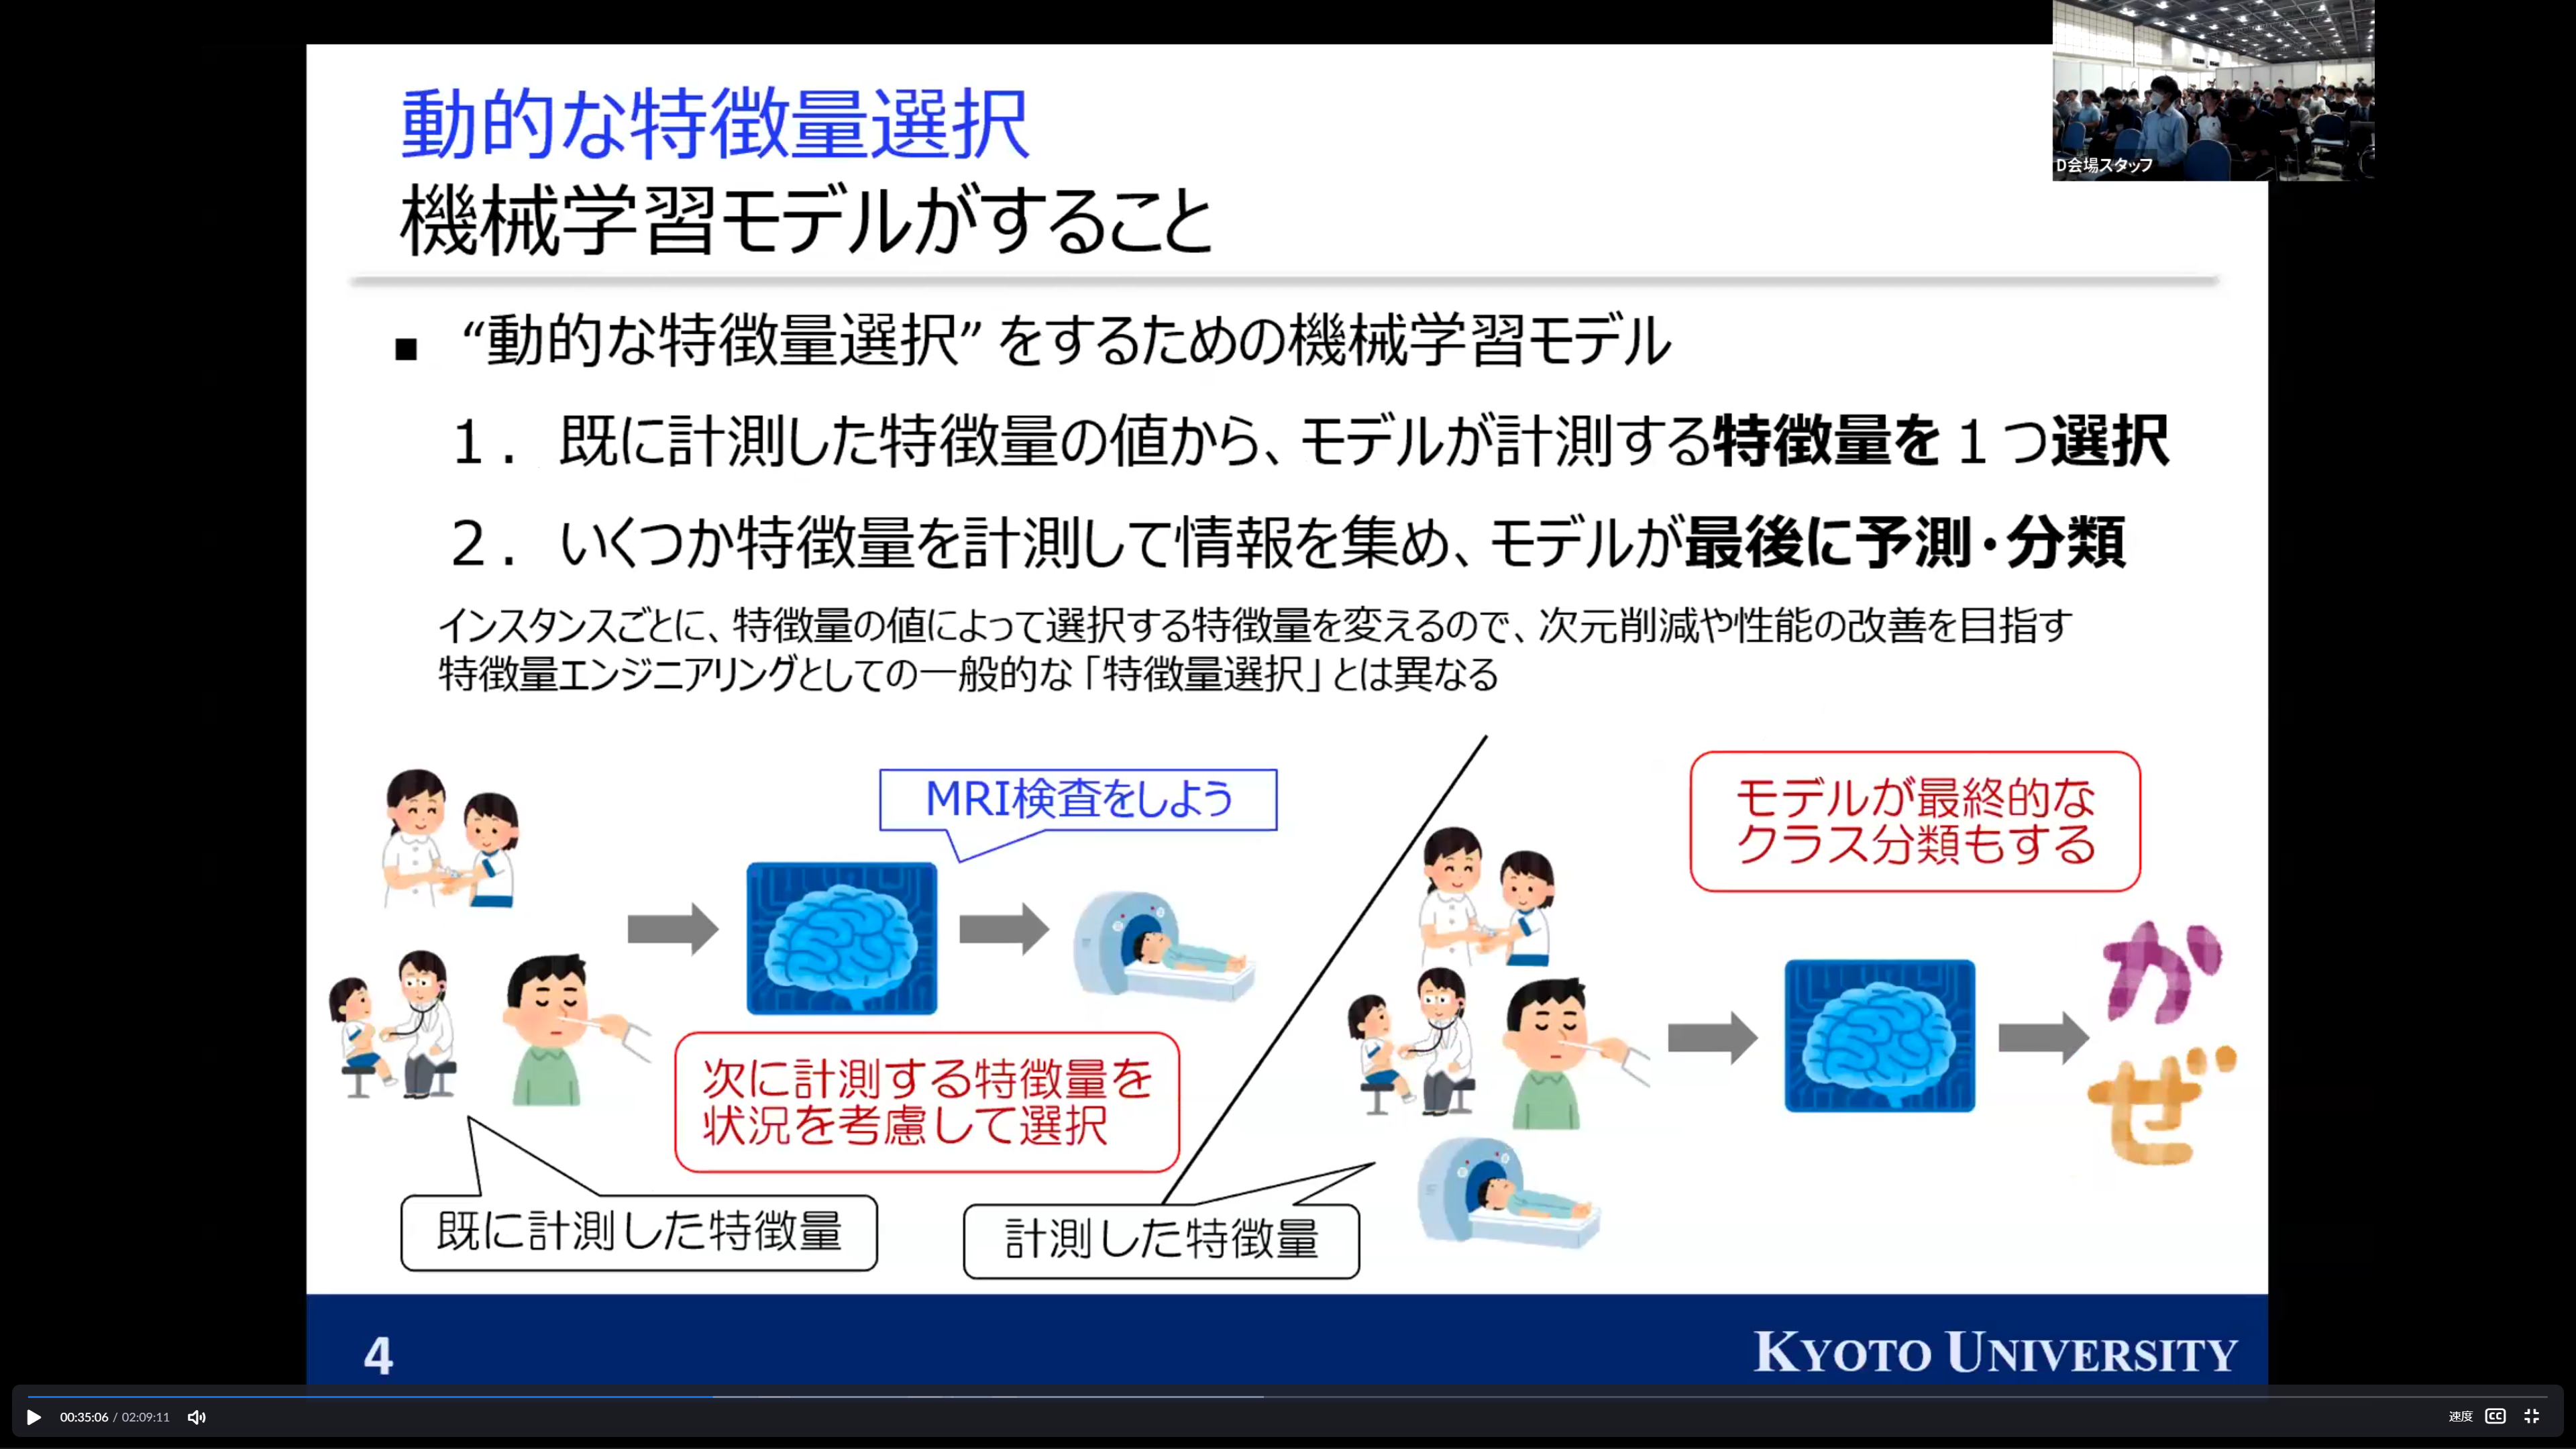 動的な特徴量選択
機械学習モデルがすること
D会場スタッフ
■ “動的な特徴量選択” をするための機械学習モデル
１． 既に計測した特徴量の値から、モデルが計測する特徴量を１つ選択
２． いくつか特徴量を計測して情報を集め、モデルが最後に予測・分類
インスタンスごとに、特徴量の値によって選択する特徴量を変えるので、次元削減や性能の改善を目指す
特徴量エンジニアリングとしての一般的な「特徴量選択」とは異なる
MRI検査をしよう
次に計測する特徴量を
状況を考慮して選択
既に計測した特徴量
モデルが最終的な
クラス分類もする
計測した特徴量
か
ぜ
4
KYOTO UNIVERSITY
00:35:06 / 02:09:11
速度
CC